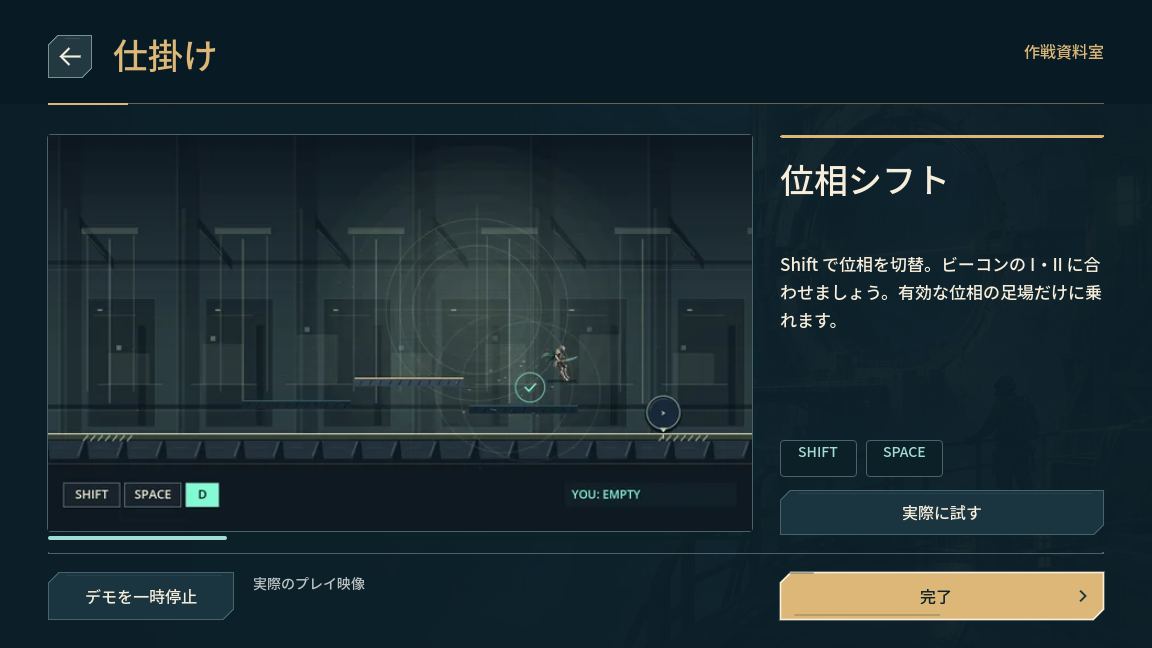 仕掛け
作戦資料室
位相シフト
Shift で位相を切替。ビーコンの I・II に合
わせましょう。有効な位相の足場だけに乗
れます。
SHIFT SPACE
実際に試す
SHIFT SPACE D
YOU: EMPTY
デモを一時停止
実際のプレイ映像
完了